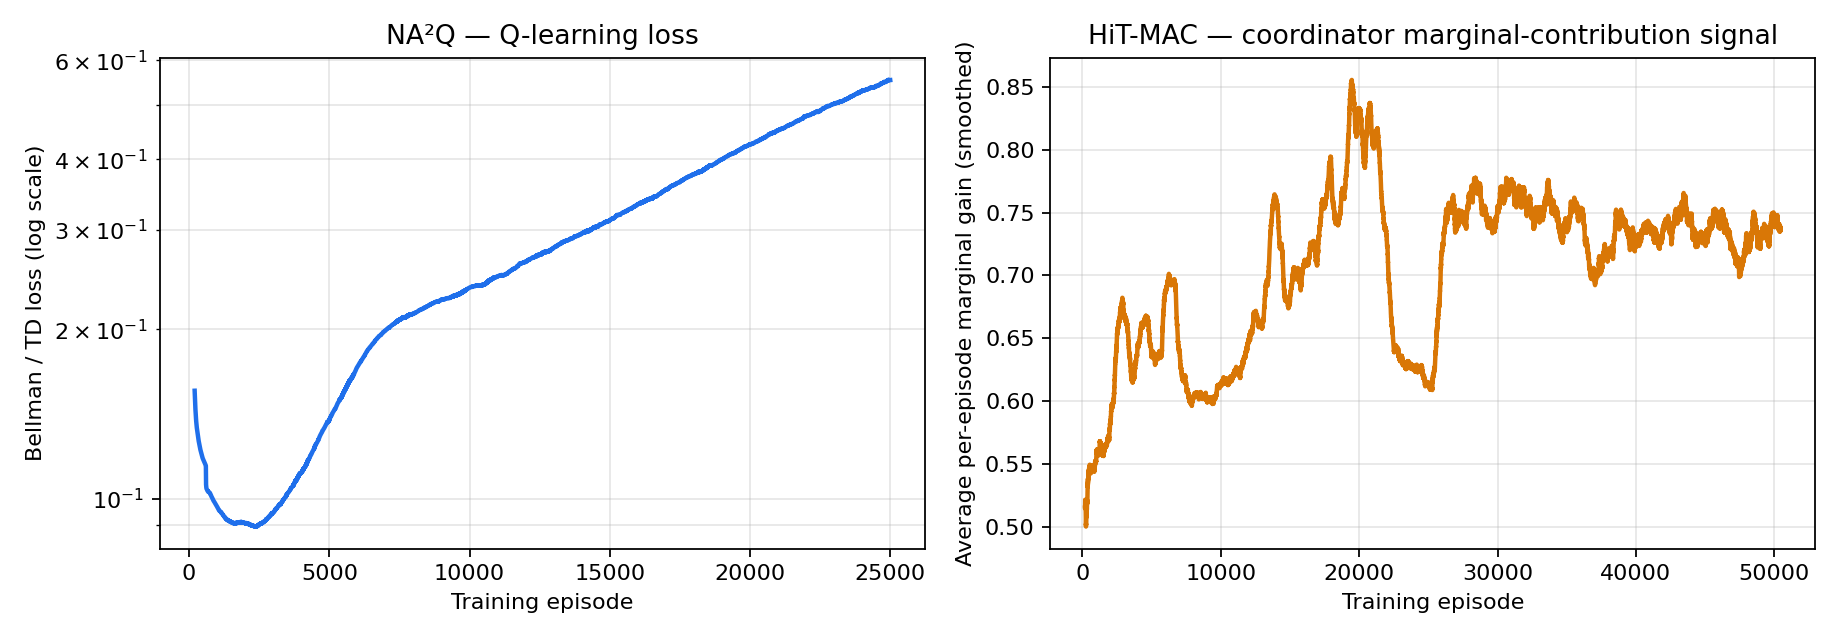 NA²Q — Q-learning loss
Bellman / TD loss (log scale)
6 × 10⁻¹
4 × 10⁻¹
3 × 10⁻¹
2 × 10⁻¹
10⁻¹
0 5000 10000 15000 20000 25000
Training episode
HiT-MAC — coordinator marginal-contribution signal
Average per-episode marginal gain (smoothed)
0.85
0.80
0.75
0.70
0.65
0.60
0.55
0.50
0 10000 20000 30000 40000 50000
Training episode